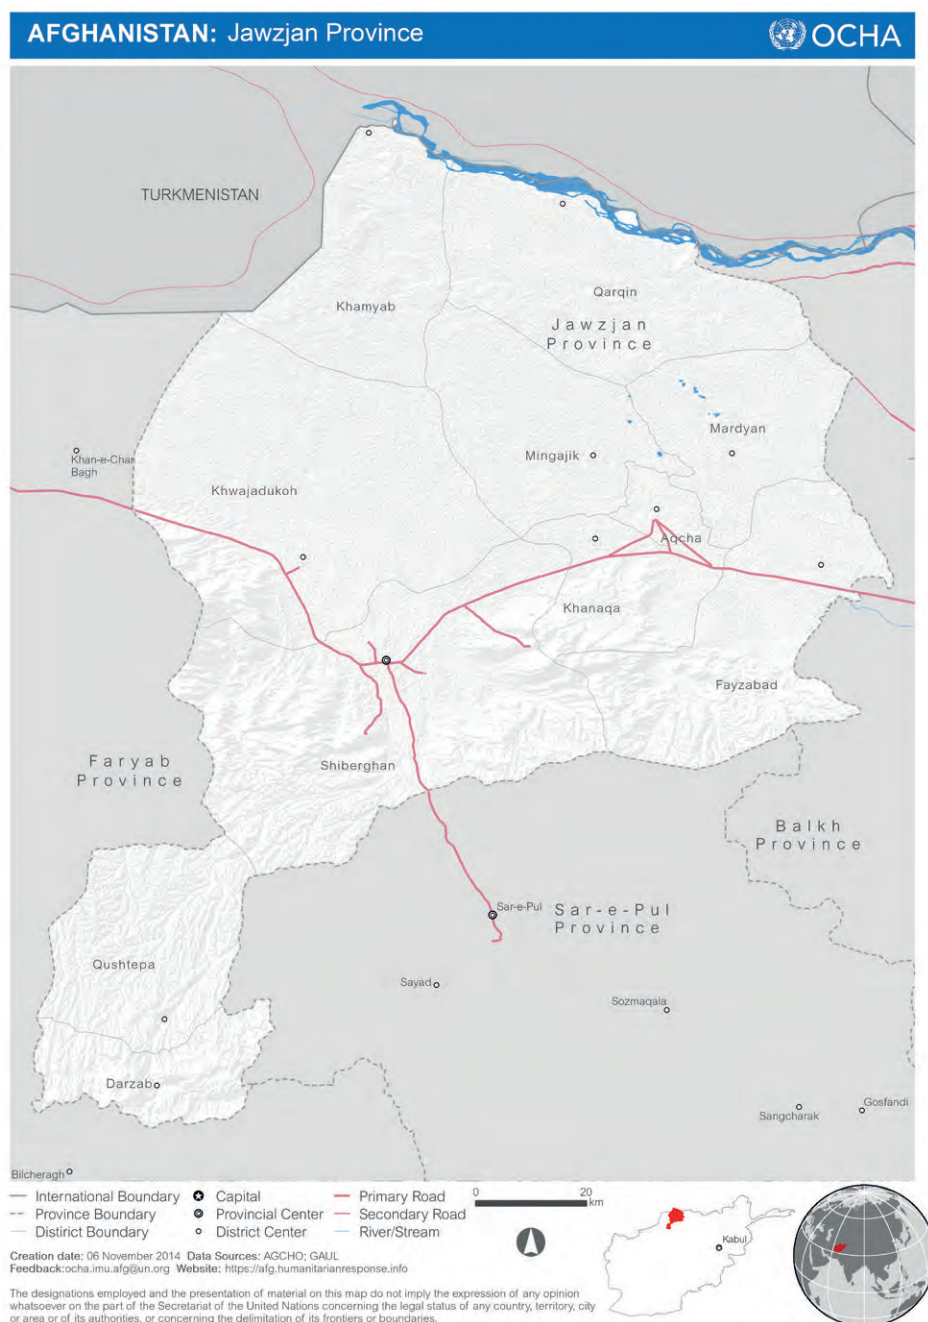 AFGHANISTAN: Jawzjan Province
OCHA
TURKMENISTAN
Khamyab
Qarqin
Jawzjan
Province
Mardyan
Khan-e-Char
Bagh
Mingajik
Khwajadukoh
Aqcha
Khanaqa
Fayzabad
Faryab
Province
Shiberghan
Balkh
Province
Sar-e-Pul
Sar-e-Pul
Province
Qushtepa
Sayad
Sozmaqala
Darzab
Sangcharak
Gosfandi
Bilcheragh
International Boundary
Capital
Primary Road
0 20
km
Province Boundary
Provincial Center
Secondary Road
Distirict Boundary
District Center
River/Stream
Kabul
Creation date: 06 November 2014 Data Sources: AGCHO; GAUL
Feedback:ocha.imu.afg@un.org Website: https://afg.humanitarianresponse.info
The designations employed and the presentation of material on this map do not imply the expression of any opinion
whatsoever on the part of the Secretariat of the United Nations concerning the legal status of any country, territory, city
or area or of its authorities, or concerning the delimitation of its frontiers or boundaries.